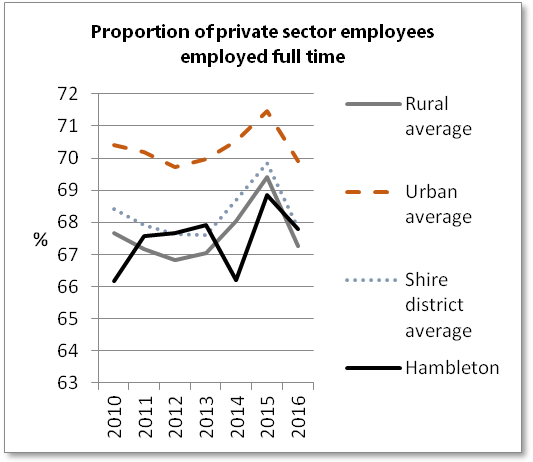 Proportion of private sector employees
employed full time
72
71
70
69
68
67
66
65
64
63
%
2010
2011
2012
2013
2014
2015
2016
Rural
average
Urban
average
Shire
district
average
Hambleton